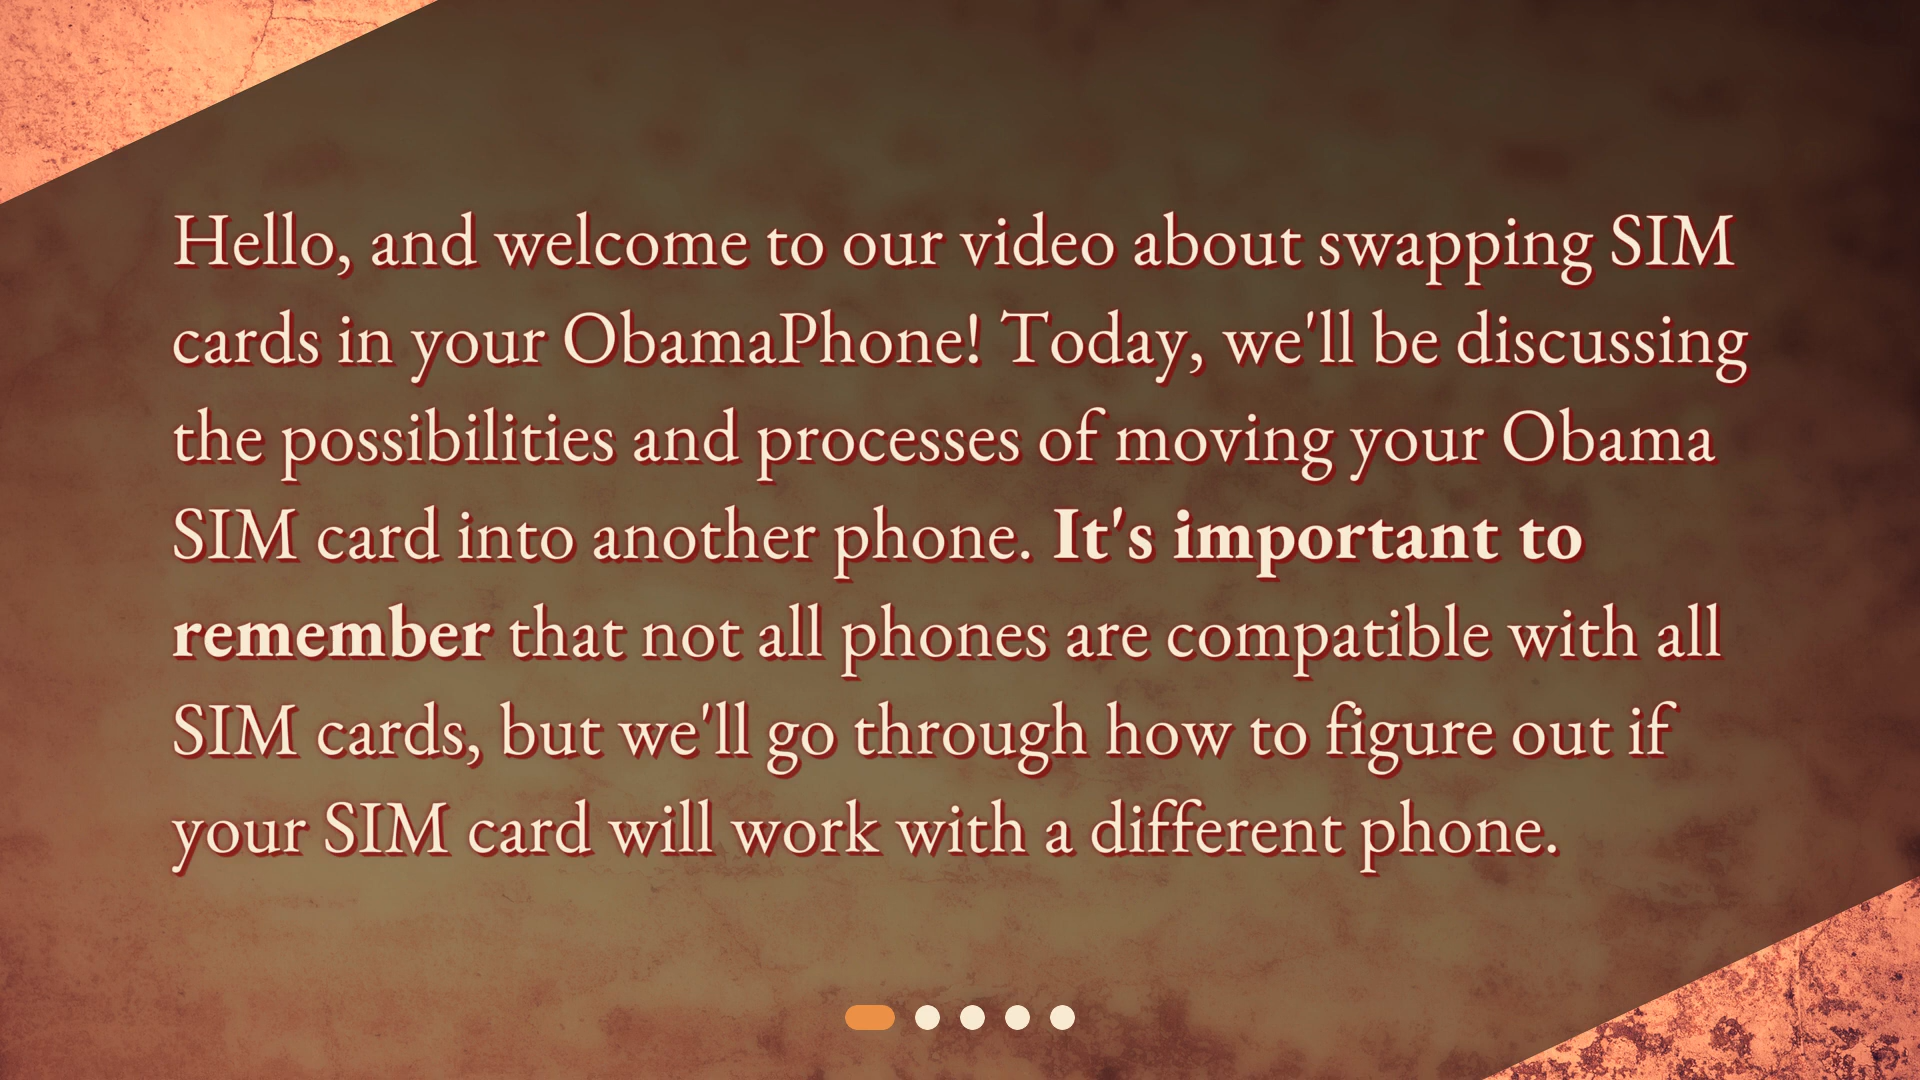 Hello, and welcome to our video about swapping SIM
cards in your ObamaPhone! Today, we'll be discussing
the possibilities and processes of moving your Obama
SIM card into another phone. It's important to
remember that not all phones are compatible with all
SIM cards, but we'll go through how to figure out if
your SIM card will work with a different phone.